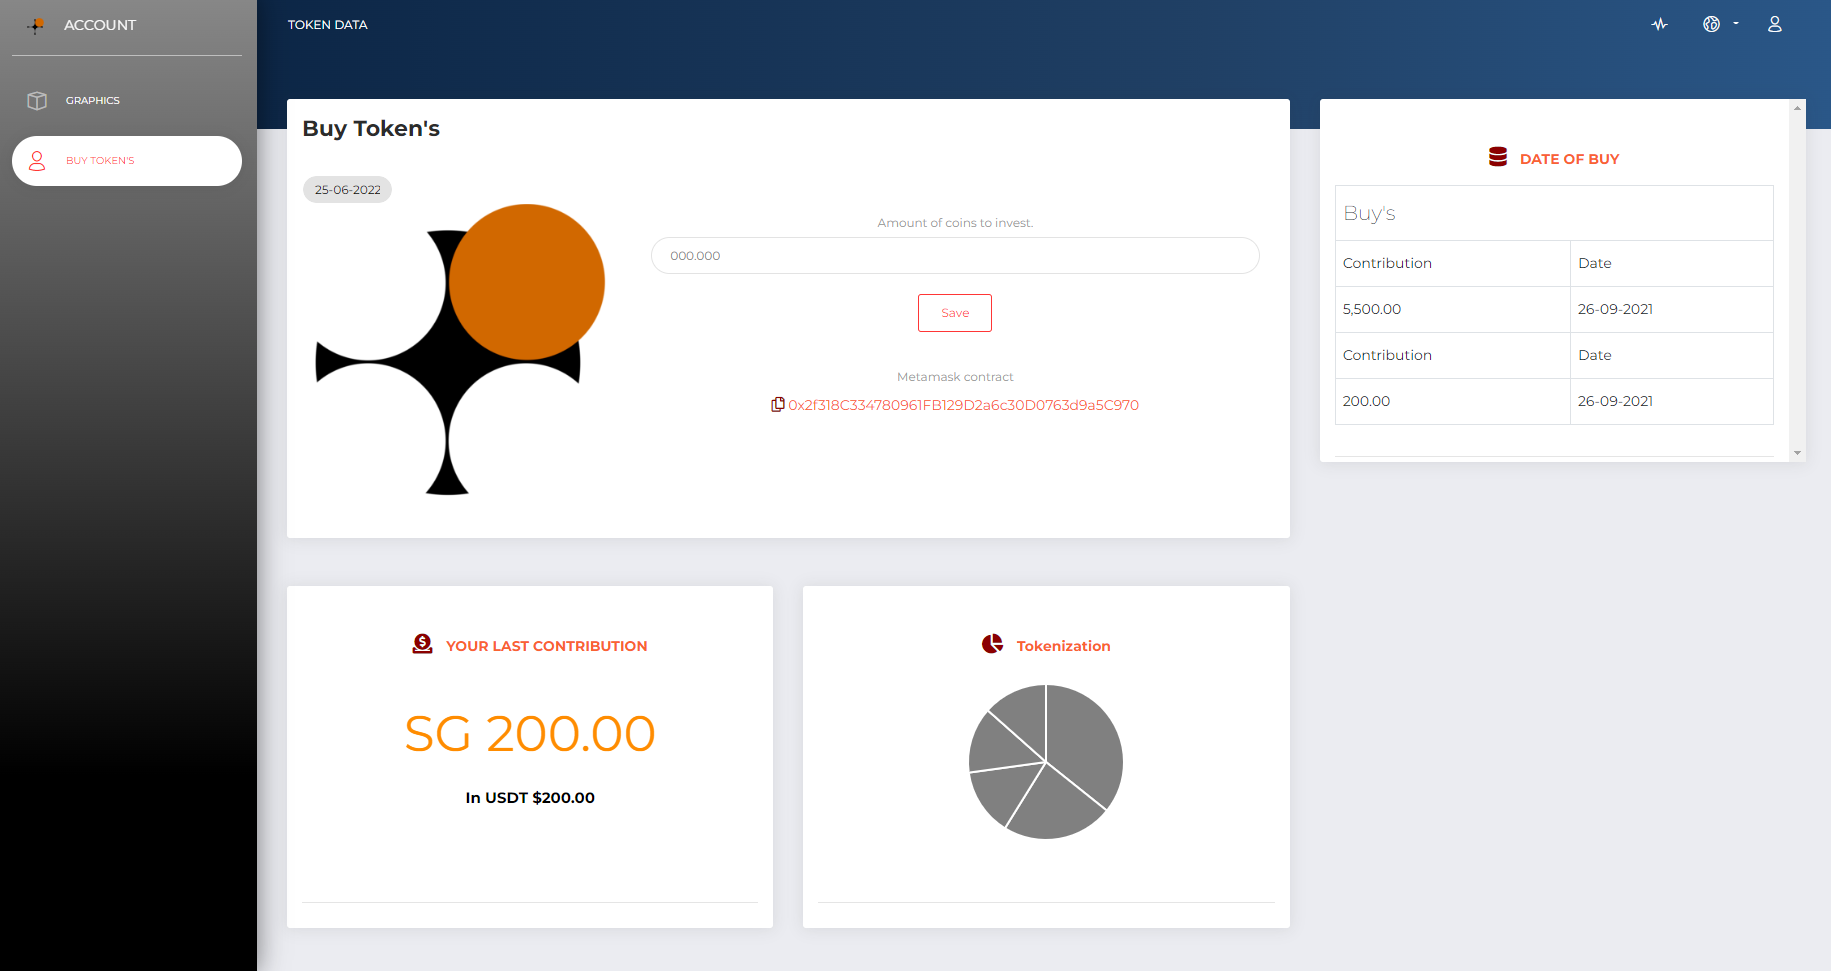 ACCOUNT
GRAPHICS
BUY TOKEN'S
TOKEN DATA
Buy Token's
25-06-2022
Amount of coins to invest.
000.000
Save
Metamask contract
0x2f318C334780961FB129D2a6c30D0763d9a5C970
DATE OF BUY
Buy's
Contribution Date
5,500.00 26-09-2021
Contribution Date
200.00 26-09-2021
YOUR LAST CONTRIBUTION
SG 200.00
In USDT $200.00
Tokenization